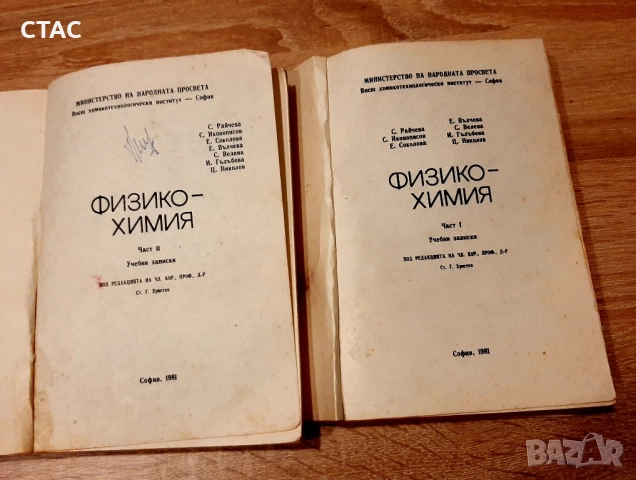 СТАС
МИНИСТЕРСТВО НА НАРОДНАТА ПРОСВЕТА
Висш химикотехнологически институт — София
С. Райчева
С. Иконописов
Е. Соколова
Е. Вълчева
С. Велева
И. Гълъбова
Ц. Николов
ФИЗИКО-
ХИМИЯ
Част II
Учебни записки
ПОД РЕДАКЦИЯТА НА ЧЛ. КОР., ПРОФ., Д-Р
Ст. Г. Христов
София, 1981
МИНИСТЕРСТВО НА НАРОДНАТА ПРОСВЕТА
Висш химикотехнологически институт — София
Е. Вълчева
С. Райчева С. Велева
С. Иконописов И. Гълъбова
Е. Соколова Ц. Николов
ФИЗИКО-
ХИМИЯ
Част I
Учебни записки
ПОД РЕДАКЦИЯТА НА ЧЛ. КОР., ПРОФ., Д-Р
Ст. Г. Христов
София, 1981
BAZAR